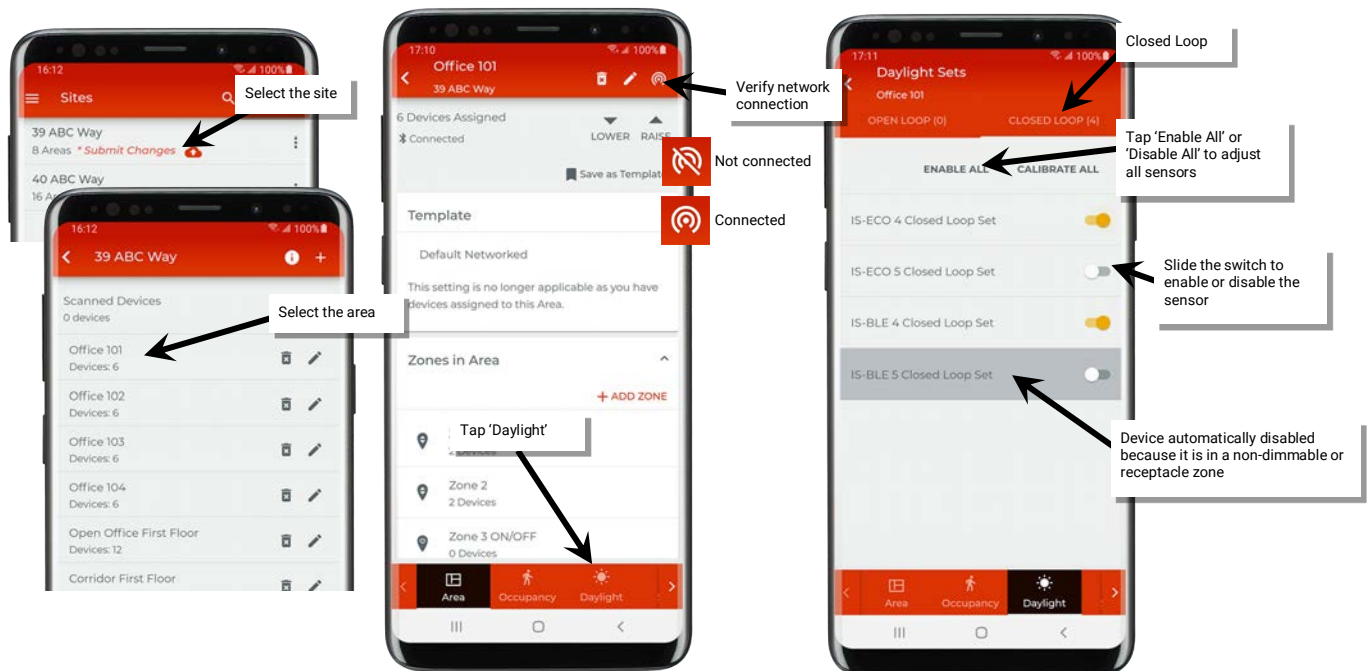 16:12
100%
Sites
Select the site
39 ABC Way
8 Areas * Submit Changes
40 ABC Way
16
16:12
100%
39 ABC Way
Scanned Devices
0 devices
Select the area
Office 101
Devices: 6
Office 102
Devices: 6
Office 103
Devices: 6
Office 104
Devices: 6
Open Office First Floor
Devices: 12
Corridor First Floor
17:10
100%
Office 101
39 ABC Way
Verify network
connection
6 Devices Assigned
Connected
LOWER RAISE
Not connected
Save as Template
Connected
Template
Default Networked
This setting is no longer applicable as you have
devices assigned to this Area.
Zones in Area
+ ADD ZONE
Tap ‘Daylight’
2 Devices
Zone 2
2 Devices
Zone 3 ON/OFF
0 Devices
Area Occupancy Daylight
17:11
100%
Daylight Sets
Office 101
Closed Loop
OPEN LOOP (0) CLOSED LOOP (4)
Tap ‘Enable All’ or
‘Disable All’ to adjust
all sensors
ENABLE ALL CALIBRATE ALL
IS-ECO 4 Closed Loop Set
IS-ECO 5 Closed Loop Set
Slide the switch to
enable or disable the
sensor
IS-BLE 4 Closed Loop Set
IS-BLE 5 Closed Loop Set
Device automatically disabled
because it is in a non-dimmable or
receptacle zone
Area Occupancy Daylight